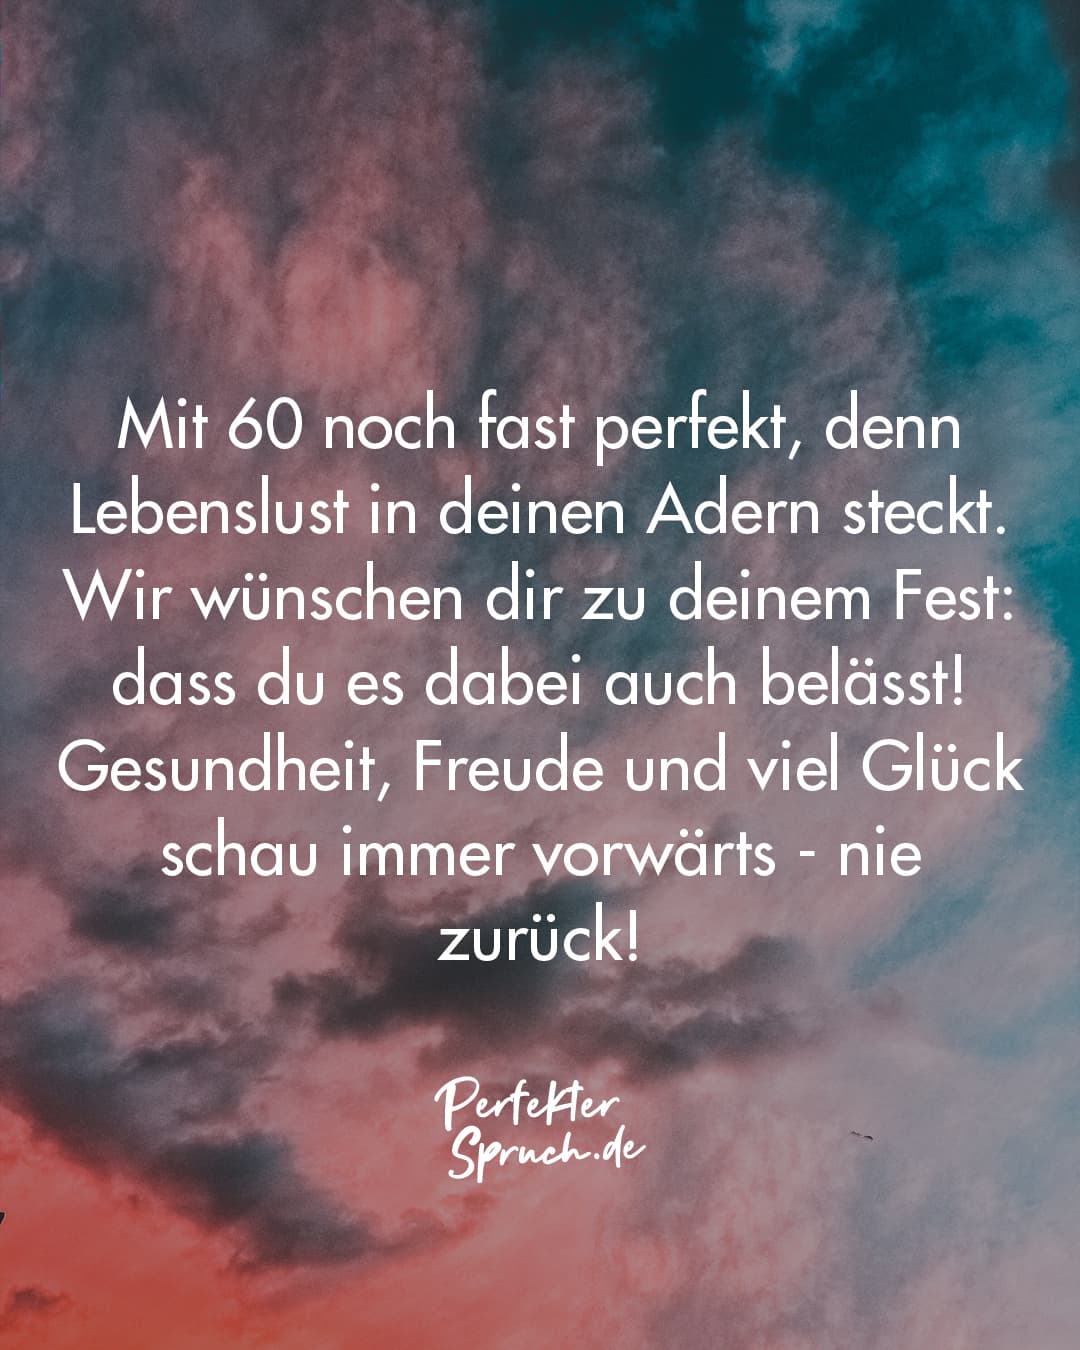 Mit 60 noch fast perfekt, denn
Lebenslust in deinen Adern steckt.
Wir wünschen dir zu deinem Fest:
dass du es dabei auch belässt!
Gesundheit, Freude und viel Glück
schau immer vorwärts - nie
zurück!
Perfekter
Spruch.de